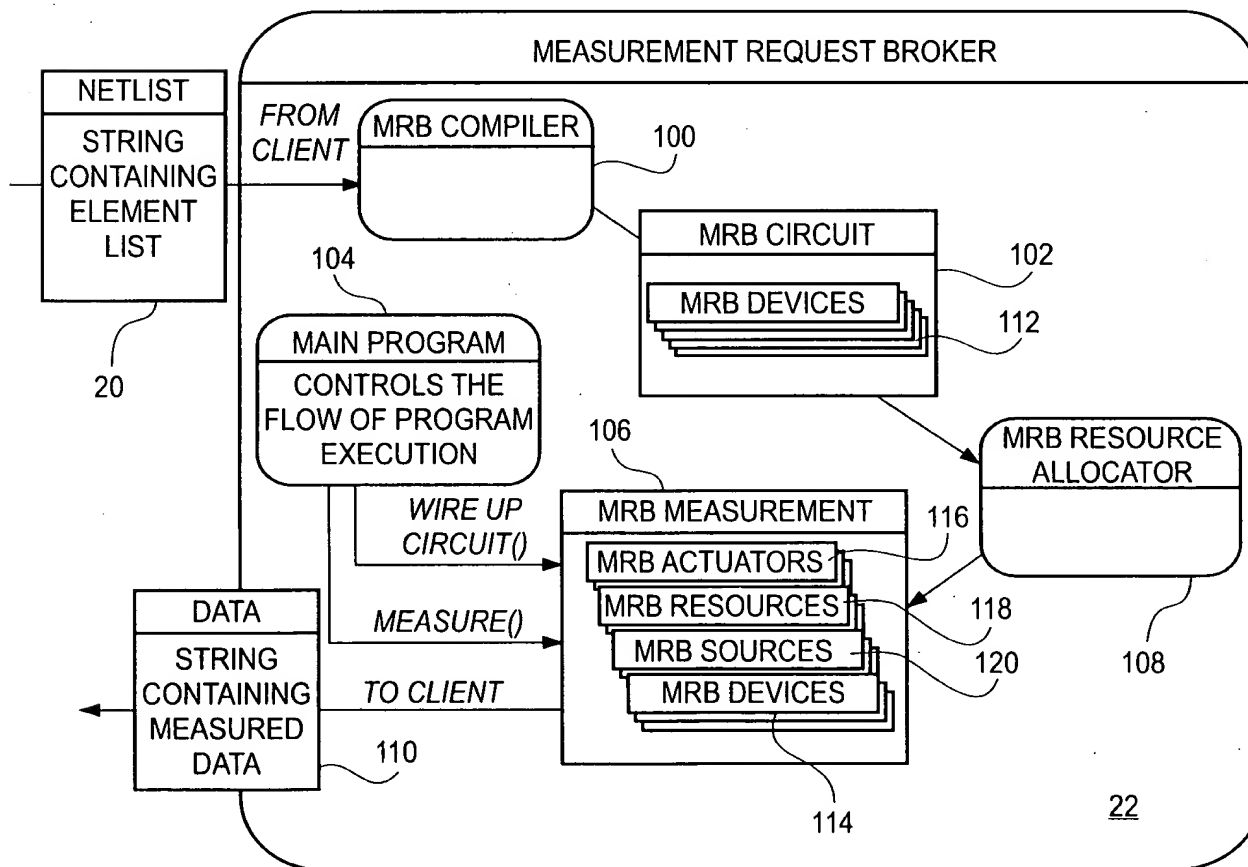 MEASUREMENT REQUEST BROKER
NETLIST
STRING
CONTAINING
ELEMENT
LIST
20
FROM
CLIENT
MRB COMPILER
100
MRB CIRCUIT
102
MRB DEVICES
112
104
MAIN PROGRAM
CONTROLS THE
FLOW OF PROGRAM
EXECUTION
MRB RESOURCE
ALLOCATOR
108
106
WIRE UP
CIRCUIT()
MEASURE()
MRB MEASUREMENT
MRB ACTUATORS
116
MRB RESOURCES
118
MRB SOURCES
120
MRB DEVICES
114
TO CLIENT
DATA
STRING
CONTAINING
MEASURED
DATA
110
22